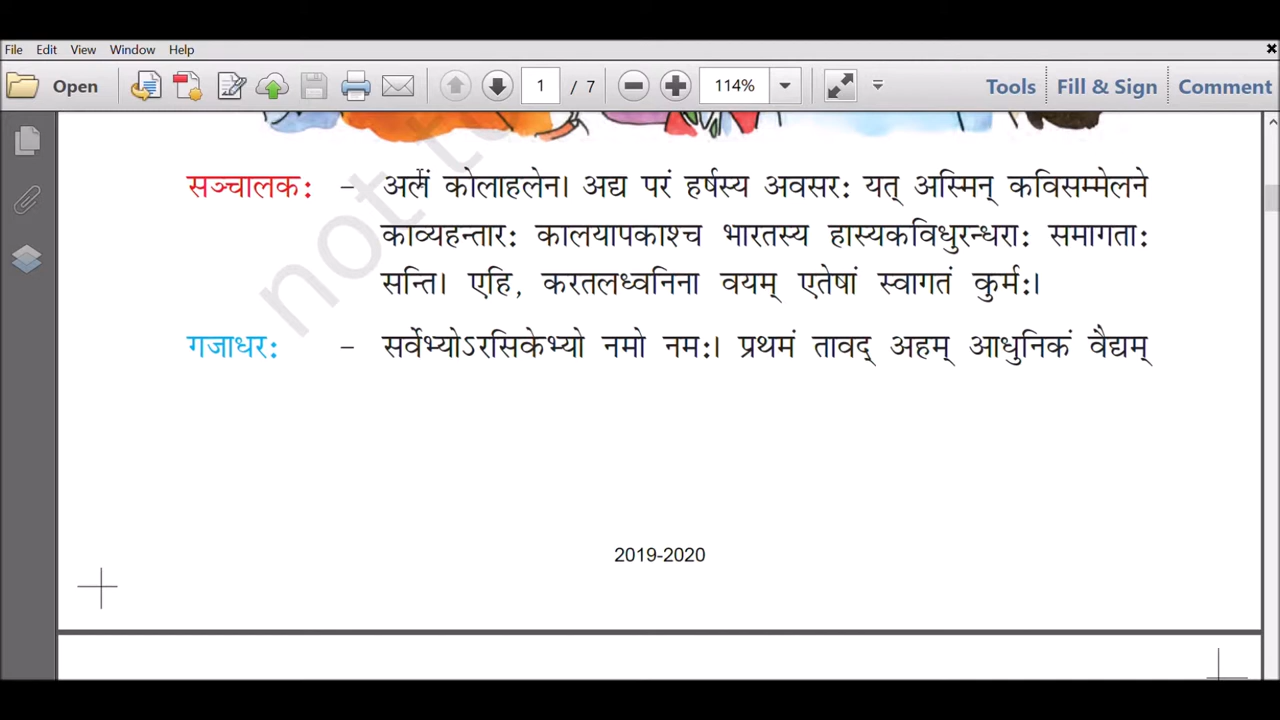 File Edit View Window Help
Open 1 / 7 114% Tools Fill & Sign Comment
not t
सञ्चालक: – अलं कोलाहलेन। अद्य परं हर्षस्य अवसर: यत् अस्मिन् कविसम्मेलने
काव्यहन्तार: कालयापकाश्च भारतस्य हास्यकविधुरन्धरा: समागता:
सन्ति। एहि, करतलध्वनिना वयम् एतेषां स्वागतं कुर्म:।
गजाधर: – सर्वेभ्योऽरसिकेभ्यो नमो नम:। प्रथमं तावद् अहम् आधुनिकं वैद्यम्
2019-2020